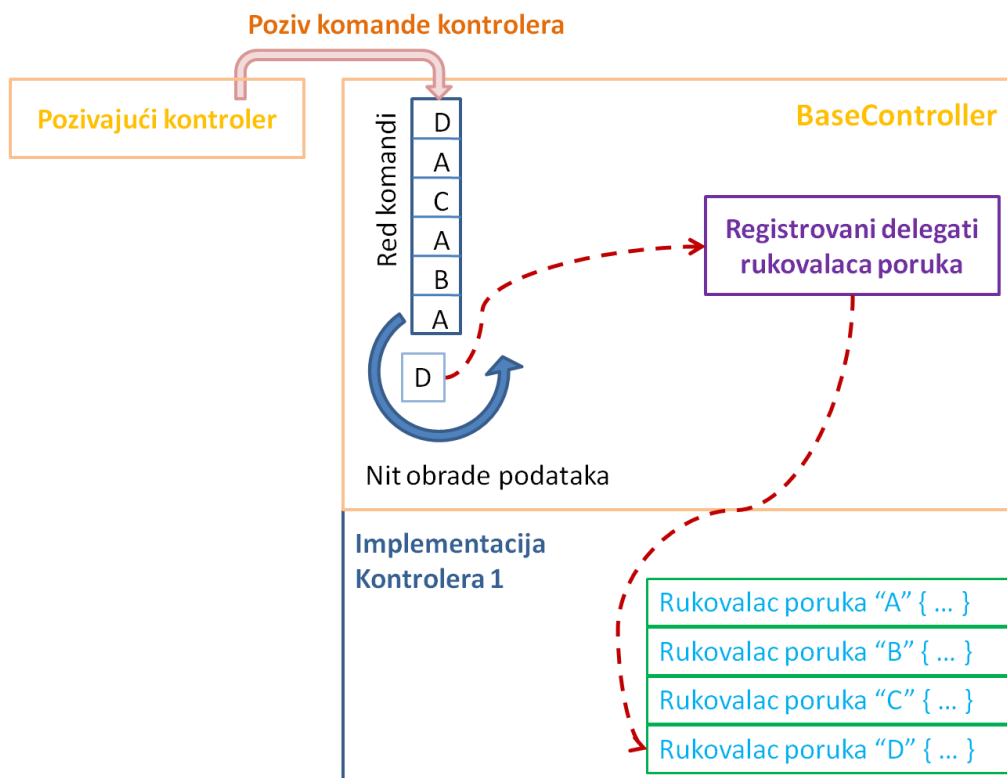 Poziv komande kontrolera
Pozivajući kontroler
BaseController
Red komandi
D
A
C
A
B
A
D
Registrovani delegati
rukovalaca poruka
Nit obrade podataka
Implementacija
Kontrolera 1
Rukovalac poruka “A” { ... }
Rukovalac poruka “B” { ... }
Rukovalac poruka “C” { ... }
Rukovalac poruka “D” { ... }